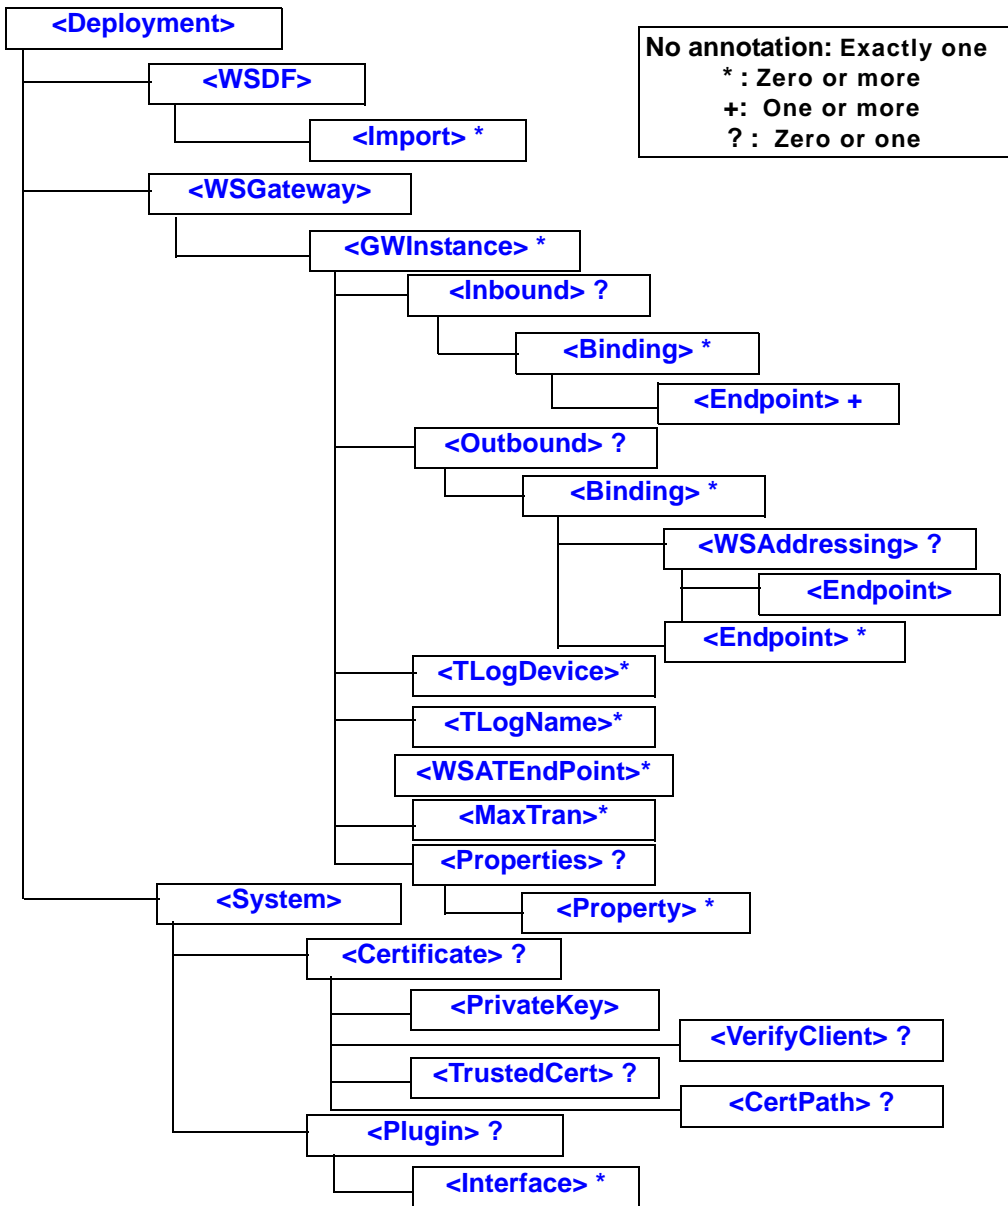 <Deployment>
No annotation: Exactly one
* : Zero or more
+: One or more
? : Zero or one
<WSDF>
<Import> *
<WSGateway>
<GWInstance> *
<Inbound> ?
<Binding> *
<Endpoint> +
<Outbound> ?
<Binding> *
<WSAddressing> ?
<Endpoint>
<Endpoint> *
<TLogDevice>*
<TLogName>*
<WSATEndPoint>*
<MaxTran>*
<Properties> ?
<Property> *
<System>
<Certificate> ?
<PrivateKey>
<VerifyClient> ?
<TrustedCert> ?
<CertPath> ?
<Plugin> ?
<Interface> *